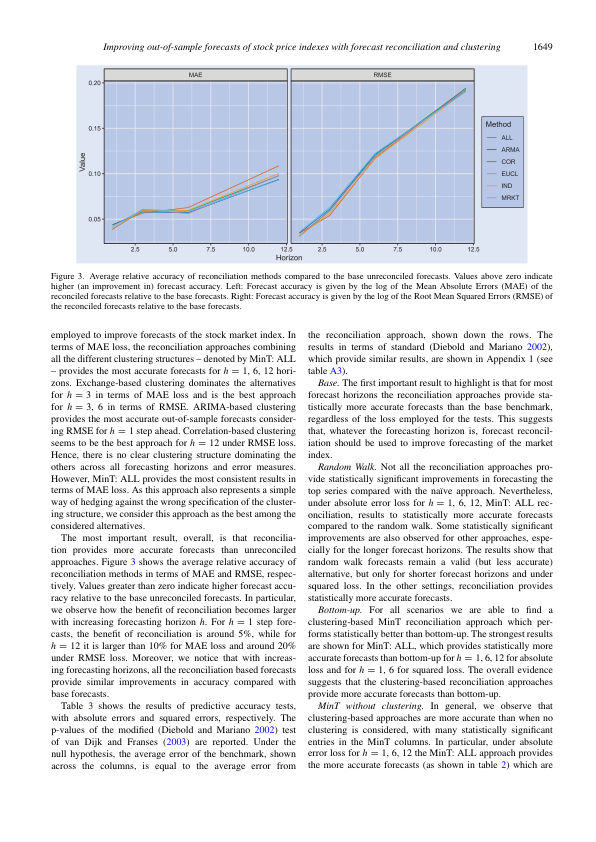 Improving out-of-sample forecasts of stock price indexes with forecast reconciliation and clustering 1649
MAE RMSE
0.20
0.15
0.10
0.05
Value
2.5 5.0 7.5 10.0 12.5 2.5 5.0 7.5 10.0 12.5
Horizon
Method
ALL
ARMA
COR
EUCL
IND
MRKT
Figure 3. Average relative accuracy of reconciliation methods compared to the base unreconciled forecasts. Values above zero indicate
higher (an improvement in) forecast accuracy. Left: Forecast accuracy is given by the log of the Mean Absolute Errors (MAE) of the
reconciled forecasts relative to the base forecasts. Right: Forecast accuracy is given by the log of the Root Mean Squared Errors (RMSE) of
the reconciled forecasts relative to the base forecasts.
employed to improve forecasts of the stock market index. In
terms of MAE loss, the reconciliation approaches combining
all the different clustering structures – denoted by MinT: ALL
– provides the most accurate forecasts for h = 1, 6, 12 hori-
zons. Exchange-based clustering dominates the alternatives
for h = 3 in terms of MAE loss and is the best approach
for h = 3, 6 in terms of RMSE. ARIMA-based clustering
provides the most accurate out-of-sample forecasts consider-
ing RMSE for h = 1 step ahead. Correlation-based clustering
seems to be the best approach for h = 12 under RMSE loss.
Hence, there is no clear clustering structure dominating the
others across all forecasting horizons and error measures.
However, MinT: ALL provides the most consistent results in
terms of MAE loss. As this approach also represents a simple
way of hedging against the wrong specification of the cluster-
ing structure, we consider this approach as the best among the
considered alternatives.
The most important result, overall, is that reconcilia-
tion provides more accurate forecasts than unreconciled
approaches. Figure 3 shows the average relative accuracy of
reconciliation methods in terms of MAE and RMSE, respec-
tively. Values greater than zero indicate higher forecast accu-
racy relative to the base unreconciled forecasts. In particular,
we observe how the benefit of reconciliation becomes larger
with increasing forecasting horizon h. For h = 1 step fore-
casts, the benefit of reconciliation is around 5%, while for
h = 12 it is larger than 10% for MAE loss and around 20%
under RMSE loss. Moreover, we notice that with increas-
ing forecasting horizons, all the reconciliation based forecasts
provide similar improvements in accuracy compared with
base forecasts.
Table 3 shows the results of predictive accuracy tests,
with absolute errors and squared errors, respectively. The
p-values of the modified (Diebold and Mariano 2002) test
of van Dijk and Franses (2003) are reported. Under the
null hypothesis, the average error of the benchmark, shown
across the columns, is equal to the average error from
the reconciliation approach, shown down the rows. The
results in terms of standard (Diebold and Mariano 2002),
which provide similar results, are shown in Appendix 1 (see
table A3).
Base. The first important result to highlight is that for most
forecast horizons the reconciliation approaches provide sta-
tistically more accurate forecasts than the base benchmark,
regardless of the loss employed for the tests. This suggests
that, whatever the forecasting horizon is, forecast reconcil-
iation should be used to improve forecasting of the market
index.
Random Walk. Not all the reconciliation approaches pro-
vide statistically significant improvements in forecasting the
top series compared with the naïve approach. Nevertheless,
under absolute error loss for h = 1, 6, 12, MinT: ALL rec-
onciliation, results to statistically more accurate forecasts
compared to the random walk. Some statistically significant
improvements are also observed for other approaches, espe-
cially for the longer forecast horizons. The results show that
random walk forecasts remain a valid (but less accurate)
alternative, but only for shorter forecast horizons and under
squared loss. In the other settings, reconciliation provides
statistically more accurate forecasts.
Bottom-up. For all scenarios we are able to find a
clustering-based MinT reconciliation approach which per-
forms statistically better than bottom-up. The strongest results
are shown for MinT: ALL, which provides statistically more
accurate forecasts than bottom-up for h = 1, 6, 12 for absolute
loss and for h = 1, 6 for squared loss. The overall evidence
suggests that the clustering-based reconciliation approaches
provide more accurate forecasts than bottom-up.
MinT without clustering. In general, we observe that
clustering-based approaches are more accurate than when no
clustering is considered, with many statistically significant
entries in the MinT columns. In particular, under absolute
error loss for h = 1, 6, 12 the MinT: ALL approach provides
the more accurate forecasts (as shown in table 2) which are